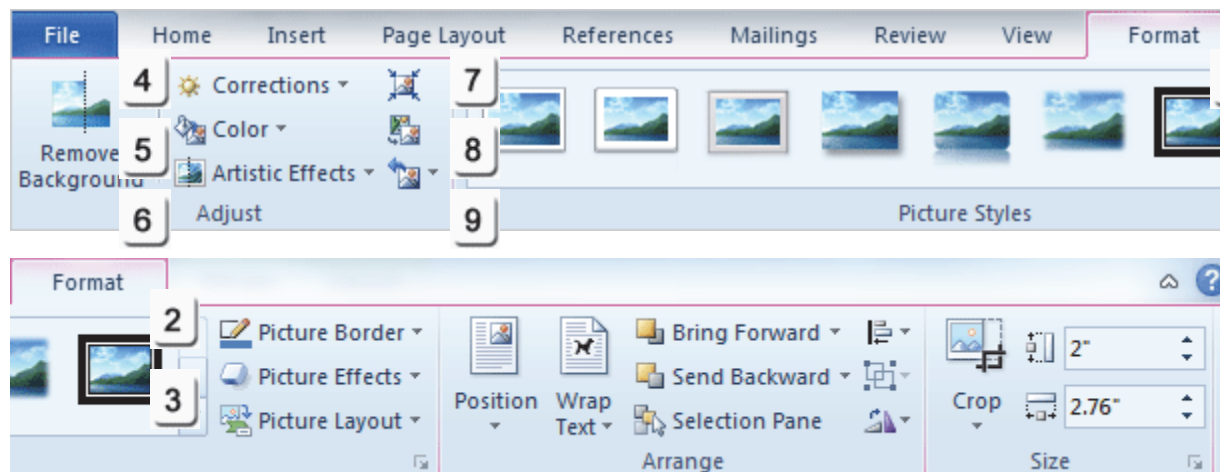 File Home Insert Page Layout References Mailings Review View Format
4 Corrections 7
Remove 5 Color 8
Background Artistic Effects
6 Adjust 9 Picture Styles
Format
2 Picture Border Bring Forward 2"
3 Picture Effects Send Backward
Position Wrap Text Crop 2.76"
Picture Layout Selection Pane
Arrange Size